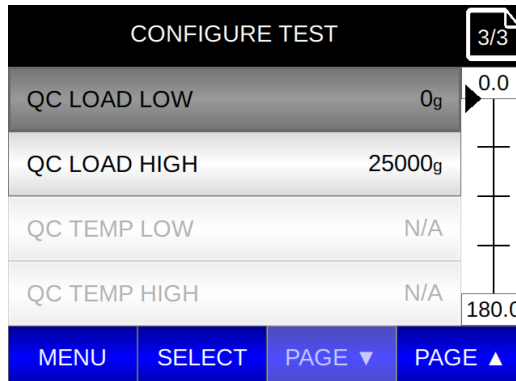 CONFIGURE TEST
3/3
QC LOAD LOW 0g
0.0
QC LOAD HIGH 25000g
QC TEMP LOW N/A
QC TEMP HIGH N/A
180.0
MENU SELECT PAGE ▼ PAGE ▲